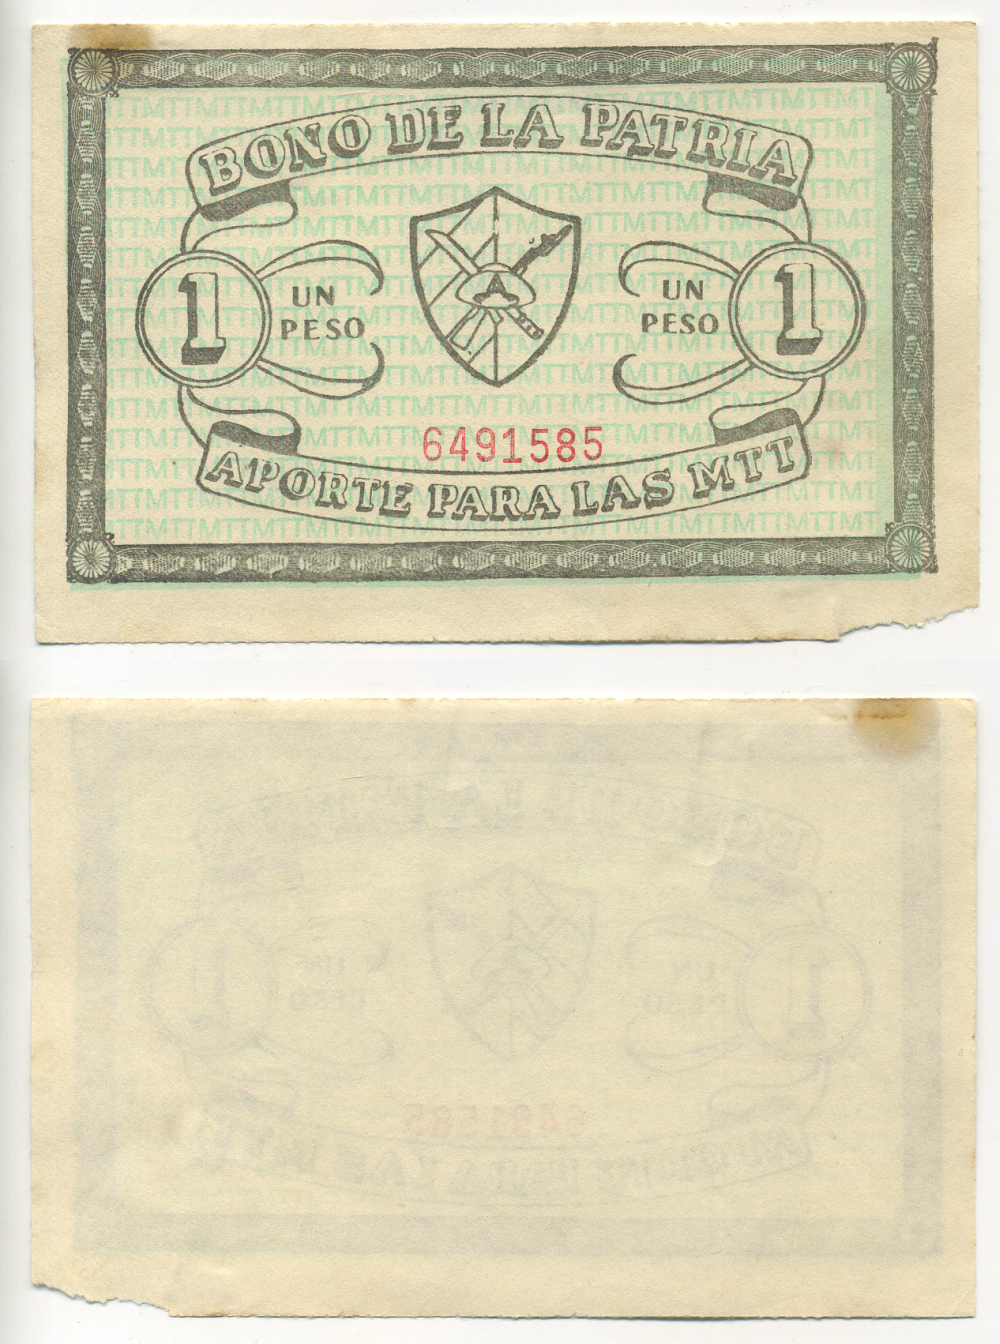 BONO DE LA PATRIA
1
UN
PESO
UN
PESO
1
6491585
APORTE PARA LAS MTT